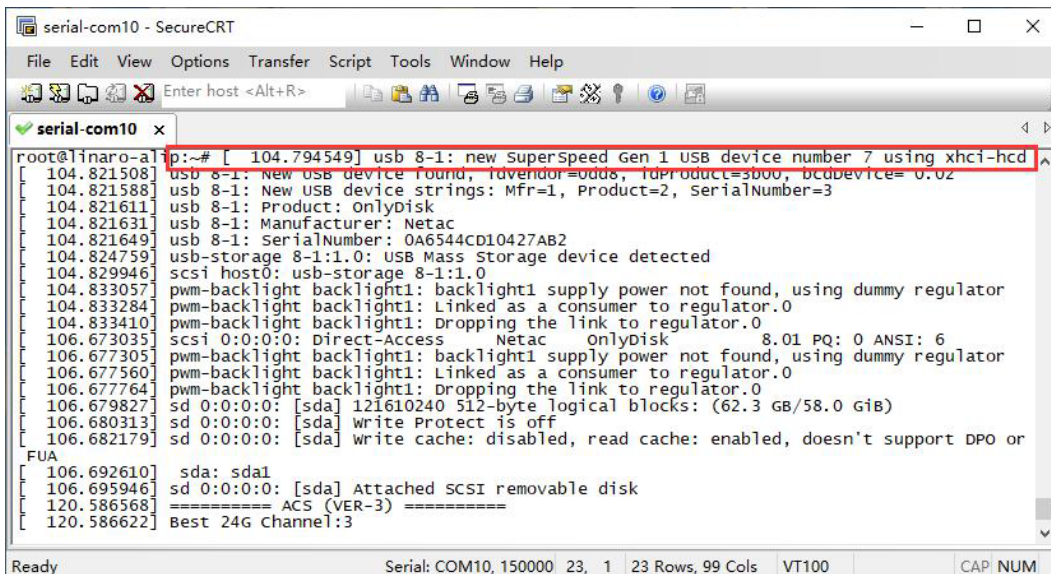 serial-com10 - SecureCRT
File Edit View Options Transfer Script Tools Window Help
Enter host <Alt+R>
serial-com10 x
root@linaro-alip:~# [  104.794549] usb 8-1: new SuperSpeed Gen 1 USB device number 7 using xhci-hcd
[  104.821508] usb 8-1: New USB device found, idVendor=0dd8, idProduct=3b00, bcdDevice= 0.02
[  104.821588] usb 8-1: New USB device strings: Mfr=1, Product=2, SerialNumber=3
[  104.821611] usb 8-1: Product: OnlyDisk
[  104.821631] usb 8-1: Manufacturer: Netac
[  104.821649] usb 8-1: SerialNumber: 0A6544CD10427AB2
[  104.824759] usb-storage 8-1:1.0: USB Mass Storage device detected
[  104.829946] scsi host0: usb-storage 8-1:1.0
[  104.833057] pwm-backlight backlight1: backlight1 supply power not found, using dummy regulator
[  104.833284] pwm-backlight backlight1: Linked as a consumer to regulator.0
[  104.833410] pwm-backlight backlight1: Dropping the link to regulator.0
[  106.673035] scsi 0:0:0:0: Direct-Access     Netac    OnlyDisk         8.01 PQ: 0 ANSI: 6
[  106.677305] pwm-backlight backlight1: backlight1 supply power not found, using dummy regulator
[  106.677560] pwm-backlight backlight1: Linked as a consumer to regulator.0
[  106.677764] pwm-backlight backlight1: Dropping the link to regulator.0
[  106.679827] sd 0:0:0:0: [sda] 121610240 512-byte logical blocks: (62.3 GB/58.0 GiB)
[  106.680313] sd 0:0:0:0: [sda] Write Protect is off
[  106.682179] sd 0:0:0:0: [sda] Write cache: disabled, read cache: enabled, doesn't support DPO or
FUA
[  106.692610]  sda: sda1
[  106.695946] sd 0:0:0:0: [sda] Attached SCSI removable disk
[  120.586568] ========== ACS (VER-3) ==========
[  120.586622] Best 24G Channel:3
Ready Serial: COM10, 150000 23, 1 23 Rows, 99 Cols VT100 CAP NUM